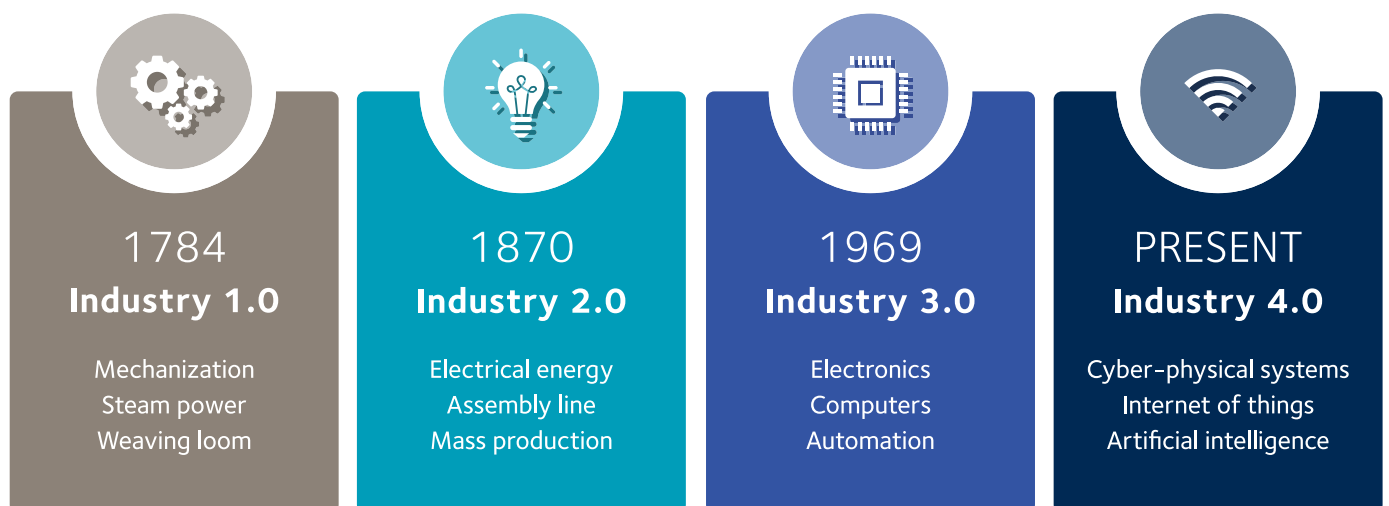 1784
Industry 1.0
Mechanization
Steam power
Weaving loom
1870
Industry 2.0
Electrical energy
Assembly line
Mass production
1969
Industry 3.0
Electronics
Computers
Automation
PRESENT
Industry 4.0
Cyber-physical systems
Internet of things
Artificial intelligence